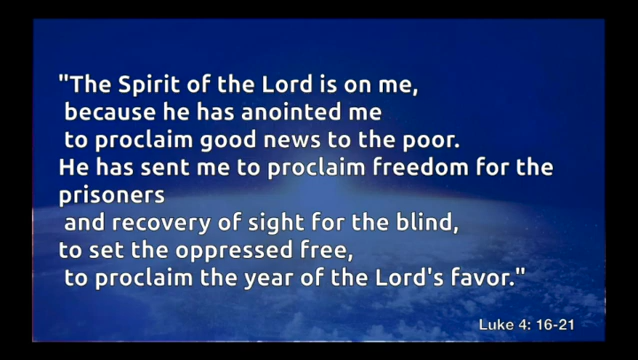 "The Spirit of the Lord is on me,
because he has anointed me
to proclaim good news to the poor.
He has sent me to proclaim freedom for the
prisoners
and recovery of sight for the blind,
to set the oppressed free,
to proclaim the year of the Lord's favor."
Luke 4: 16-21